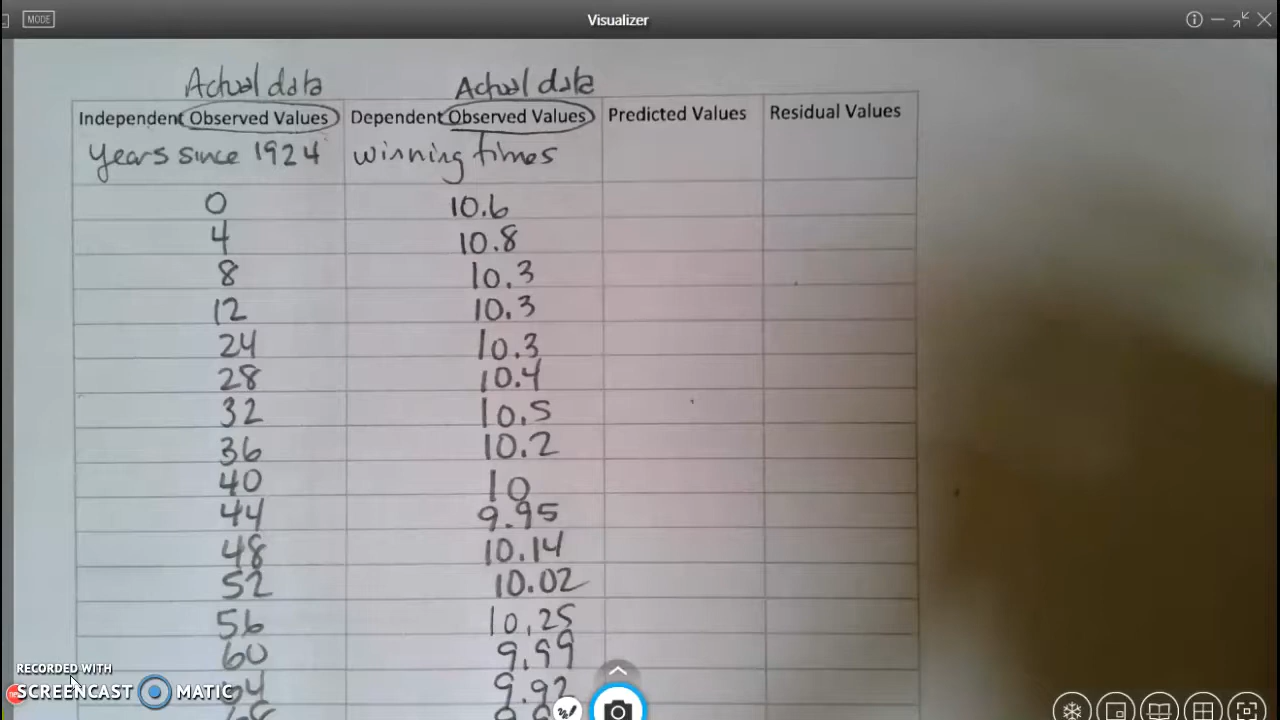 MODE
Visualizer
Actual data Actual data
Independent Observed Values Dependent Observed Values Predicted Values Residual Values
Years since 1924 winning times
0 10.6
4 10.8
8 10.3
12 10.3
24 10.3
28 10.4
32 10.5
36 10.2
40 10
44 9.95
48 10.14
52 10.02
56 10.25
60 9.99
64 9.92
68
RECORDED WITH
SCREENCAST MATIC